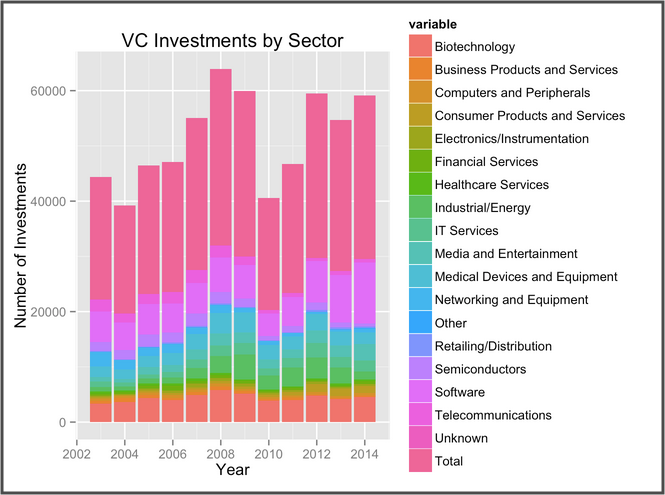 VC Investments by Sector
60000
40000
20000
0
Number of Investments
2002 2004 2006 2008 2010 2012 2014
Year
variable
Biotechnology
Business Products and Services
Computers and Peripherals
Consumer Products and Services
Electronics/Instrumentation
Financial Services
Healthcare Services
Industrial/Energy
IT Services
Media and Entertainment
Medical Devices and Equipment
Networking and Equipment
Other
Retailing/Distribution
Semiconductors
Software
Telecommunications
Unknown
Total